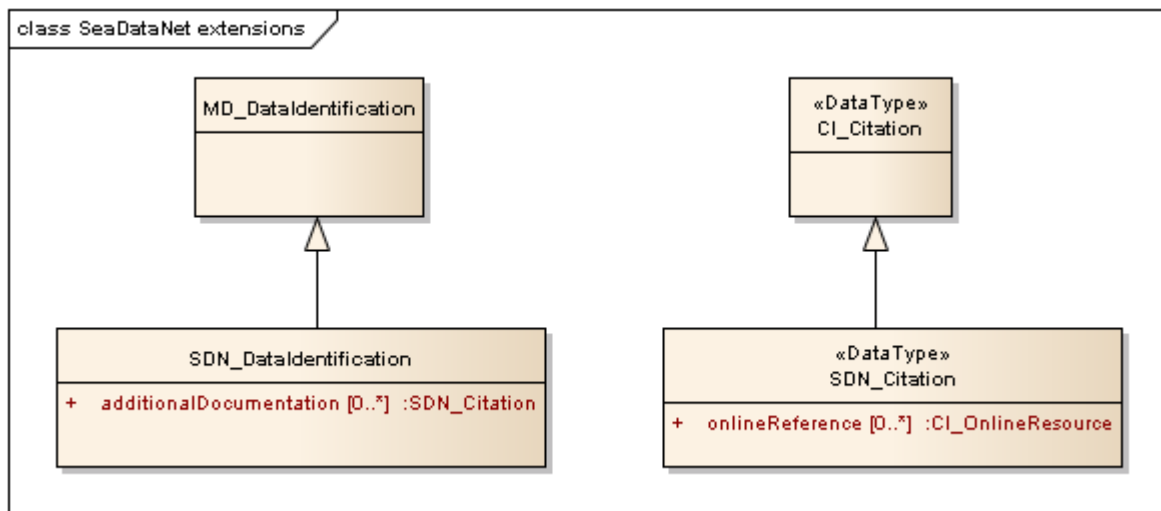 class SeaDataNet extensions
MD_DataIdentification
«DataType»
CI_Citation
SDN_DataIdentification
+ additionalDocumentation [0..*] :SDN_Citation
«DataType»
SDN_Citation
+ onlineReference [0..*] :CI_OnlineResource